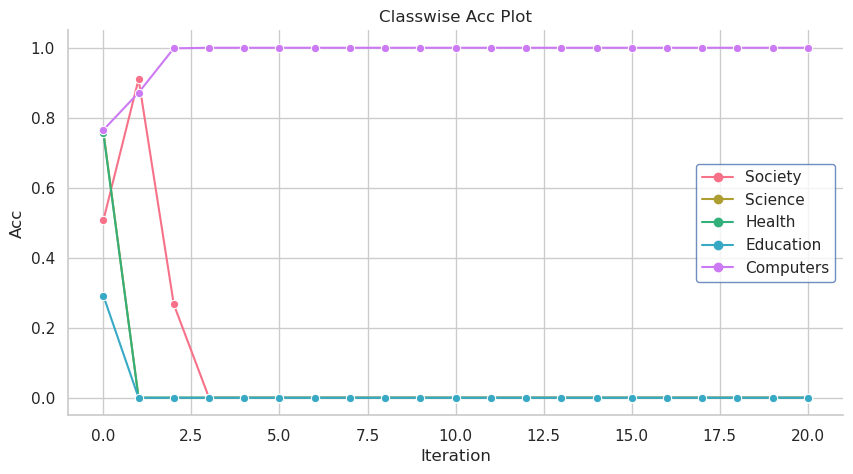 Classwise Acc Plot
1.0
0.8
0.6
0.4
0.2
0.0
Acc
Society
Science
Health
Education
Computers
0.0 2.5 5.0 7.5 10.0 12.5 15.0 17.5 20.0
Iteration